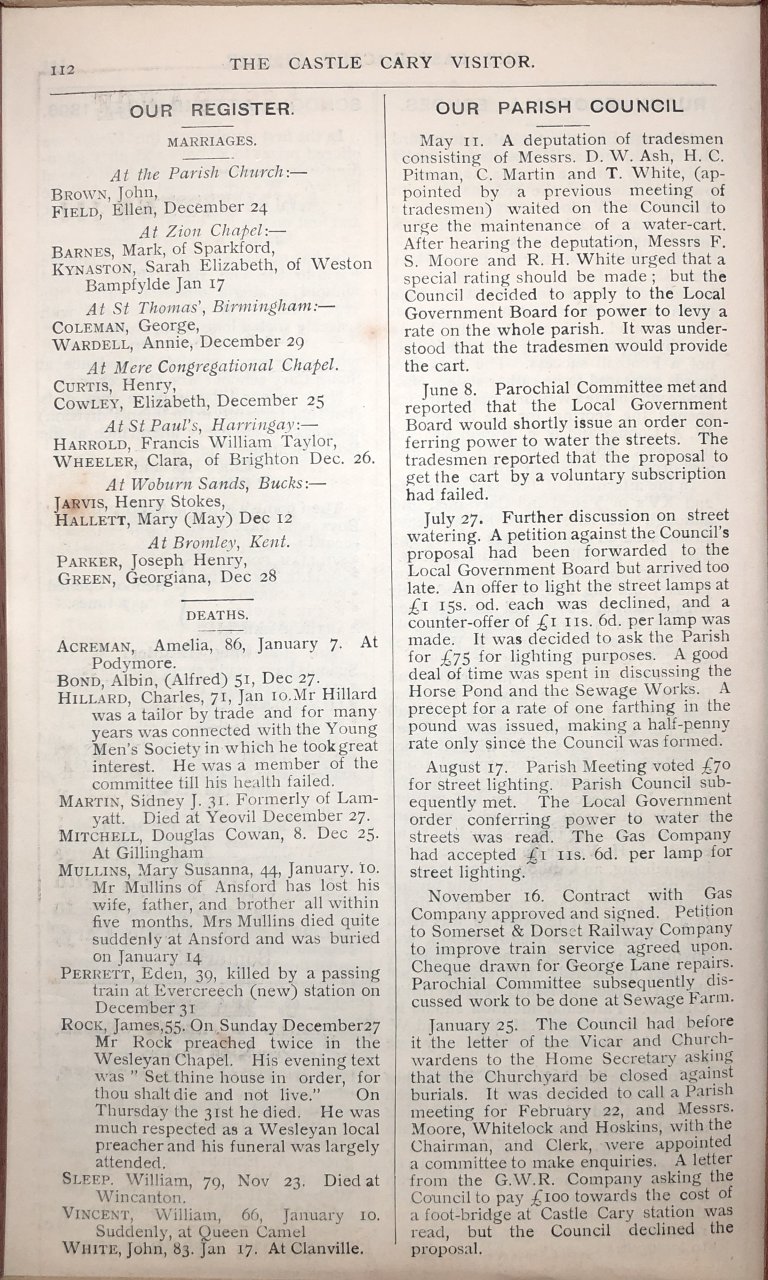 112
THE CASTLE CARY VISITOR.
OUR REGISTER.
MARRIAGES.
At the Parish Church:—
BROWN, John,
FIELD, Ellen, December 24
At Zion Chapel:—
BARNES, Mark, of Sparkford,
KYNASTON, Sarah Elizabeth, of Weston
Bampfylde Jan 17
At St Thomas', Birmingham:—
COLEMAN, George,
WARDELL, Annie, December 29
At Mere Congregational Chapel.
CURTIS, Henry,
COWLEY, Elizabeth, December 25
At St Paul's, Harringay:—
HARROLD, Francis William Taylor,
WHEELER, Clara, of Brighton Dec. 26.
At Woburn Sands, Bucks:—
JARVIS, Henry Stokes,
HALLETT, Mary (May) Dec 12
At Bromley, Kent.
PARKER, Joseph Henry,
GREEN, Georgiana, Dec 28
DEATHS.
ACREMAN, Amelia, 86, January 7. At
Podymore.
BOND, Albin, (Alfred) 51, Dec 27.
HILLARD, Charles, 71, Jan 10. Mr Hillard
was a tailor by trade and for many
years was connected with the Young
Men's Society in which he took great
interest. He was a member of the
committee till his health failed.
MARTIN, Sidney J. 31. Formerly of Lam-
yatt. Died at Yeovil December 27.
MITCHELL, Douglas Cowan, 8. Dec 25.
At Gillingham
MULLINS, Mary Susanna, 44, January. 10.
Mr Mullins of Ansford has lost his
wife, father, and brother all within
five months. Mrs Mullins died quite
suddenly at Ansford and was buried
on January 14
PERRETT, Eden, 39, killed by a passing
train at Evercreech (new) station on
December 31
ROCK, James, 55. On Sunday December 27
Mr Rock preached twice in the
Wesleyan Chapel. His evening text
was " Set thine house in order, for
thou shalt die and not live." On
Thursday the 31st he died. He was
much respected as a Wesleyan local
preacher and his funeral was largely
attended.
SLEEP. William, 79, Nov 23. Died at
Wincanton.
VINCENT, William, 66, January 10.
Suddenly, at Queen Camel
WHITE, John, 83. Jan 17. At Clanville.
OUR PARISH COUNCIL
May 11. A deputation of tradesmen
consisting of Messrs. D. W. Ash, H. C.
Pitman, C. Martin and T. White, (ap-
pointed by a previous meeting of
tradesmen) waited on the Council to
urge the maintenance of a water-cart.
After hearing the deputation, Messrs F.
S. Moore and R. H. White urged that a
special rating should be made ; but the
Council decided to apply to the Local
Government Board for power to levy a
rate on the whole parish. It was under-
stood that the tradesmen would provide
the cart.
June 8. Parochial Committee met and
reported that the Local Government
Board would shortly issue an order con-
ferring power to water the streets. The
tradesmen reported that the proposal to
get the cart by a voluntary subscription
had failed.
July 27. Further discussion on street
watering. A petition against the Council's
proposal had been forwarded to the
Local Government Board but arrived too
late. An offer to light the street lamps at
£1 15s. od. each was declined, and a
counter-offer of £1 11s. 6d. per lamp was
made. It was decided to ask the Parish
for £75 for lighting purposes. A good
deal of time was spent in discussing the
Horse Pond and the Sewage Works. A
precept for a rate of one farthing in the
pound was issued, making a half-penny
rate only since the Council was formed.
August 17. Parish Meeting voted £70
for street lighting. Parish Council sub-
equently met. The Local Government
order conferring power to water the
streets was read. The Gas Company
had accepted £1 11s. 6d. per lamp for
street lighting.
November 16. Contract with Gas
Company approved and signed. Petition
to Somerset & Dorset Railway Company
to improve train service agreed upon.
Cheque drawn for George Lane repairs.
Parochial Committee subsequently dis-
cussed work to be done at Sewage Farm.
January 25. The Council had before
it the letter of the Vicar and Church-
wardens to the Home Secretary asking
that the Churchyard be closed against
burials. It was decided to call a Parish
meeting for February 22, and Messrs.
Moore, Whitelock and Hoskins, with the
Chairman, and Clerk, were appointed
a committee to make enquiries. A letter
from the G.W.R. Company asking the
Council to pay £100 towards the cost of
a foot-bridge at Castle Cary station was
read, but the Council declined the
proposal.